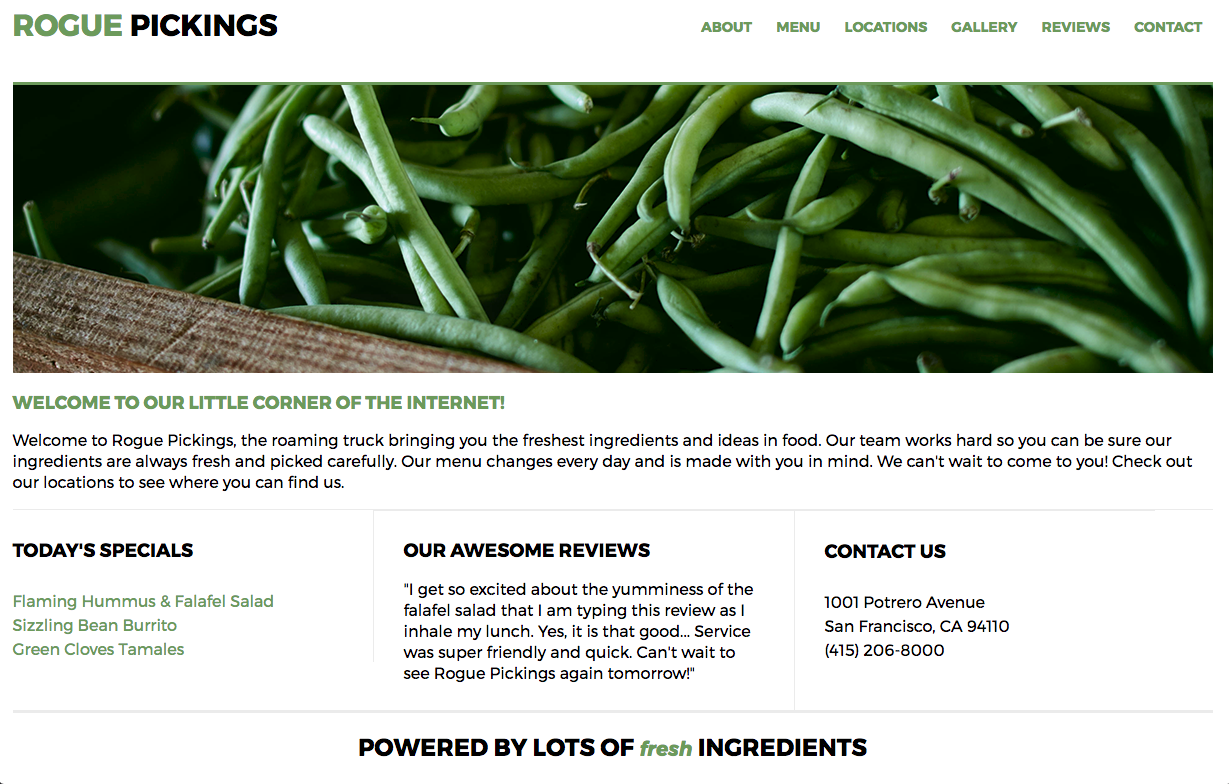 ROGUE PICKINGS
ABOUT MENU LOCATIONS GALLERY REVIEWS CONTACT
WELCOME TO OUR LITTLE CORNER OF THE INTERNET!
Welcome to Rogue Pickings, the roaming truck bringing you the freshest ingredients and ideas in food. Our team works hard so you can be sure our
ingredients are always fresh and picked carefully. Our menu changes every day and is made with you in mind. We can't wait to come to you! Check out
our locations to see where you can find us.
TODAY'S SPECIALS
Flaming Hummus & Falafel Salad
Sizzling Bean Burrito
Green Cloves Tamales
OUR AWESOME REVIEWS
"I get so excited about the yumminess of the
falafel salad that I am typing this review as I
inhale my lunch. Yes, it is that good... Service
was super friendly and quick. Can't wait to
see Rogue Pickings again tomorrow!"
CONTACT US
1001 Potrero Avenue
San Francisco, CA 94110
(415) 206-8000
POWERED BY LOTS OF fresh INGREDIENTS